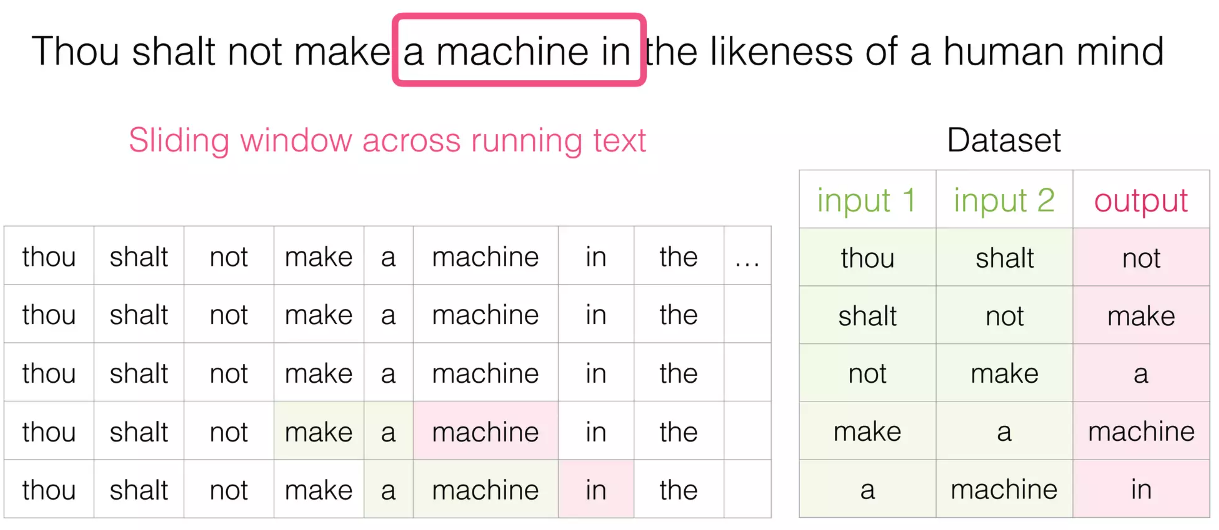 Thou shalt not make a machine in the likeness of a human mind
Sliding window across running text
thou shalt not make a machine in the ...
thou shalt not make a machine in the
thou shalt not make a machine in the
thou shalt not make a machine in the
thou shalt not make a machine in the
Dataset
input 1 input 2 output
thou shalt not
shalt not make
not make a
make a machine
a machine in